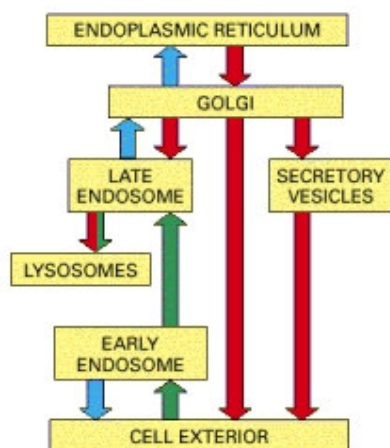 ENDOPLASMIC RETICULUM
GOLGI
LATE
ENDOSOME
SECRETORY
VESICLES
LYSOSOMES
EARLY
ENDOSOME
CELL EXTERIOR